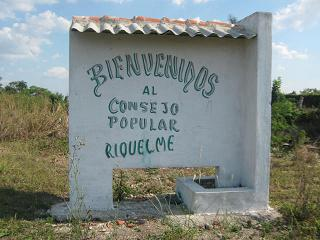 BIENVENIDOS
AL
CONSEJO
POPULAR
RIQUELME